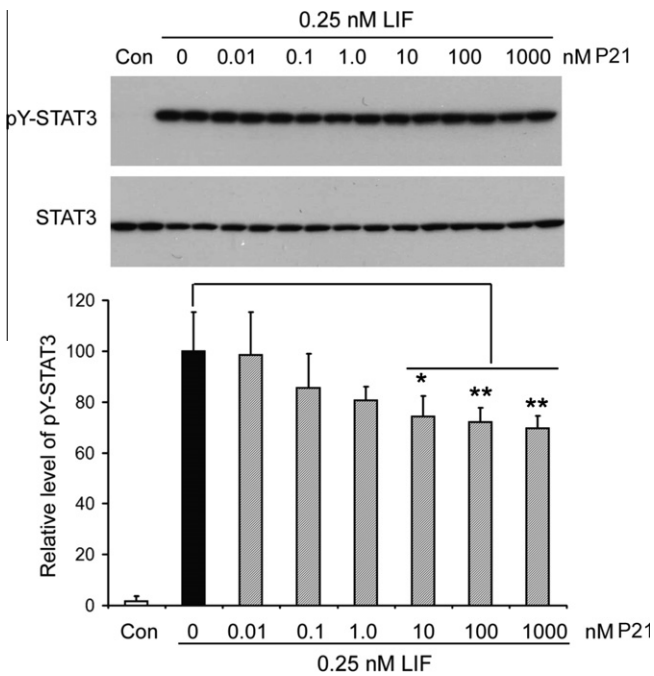 0.25 nM LIF
Con 0 0.01 0.1 1.0 10 100 1000 nM P21
pY-STAT3
STAT3
120
100
80
60
40
20
0
Relative level of pY-STAT3
* ** **
Con 0 0.01 0.1 1.0 10 100 1000 nM P21
0.25 nM LIF